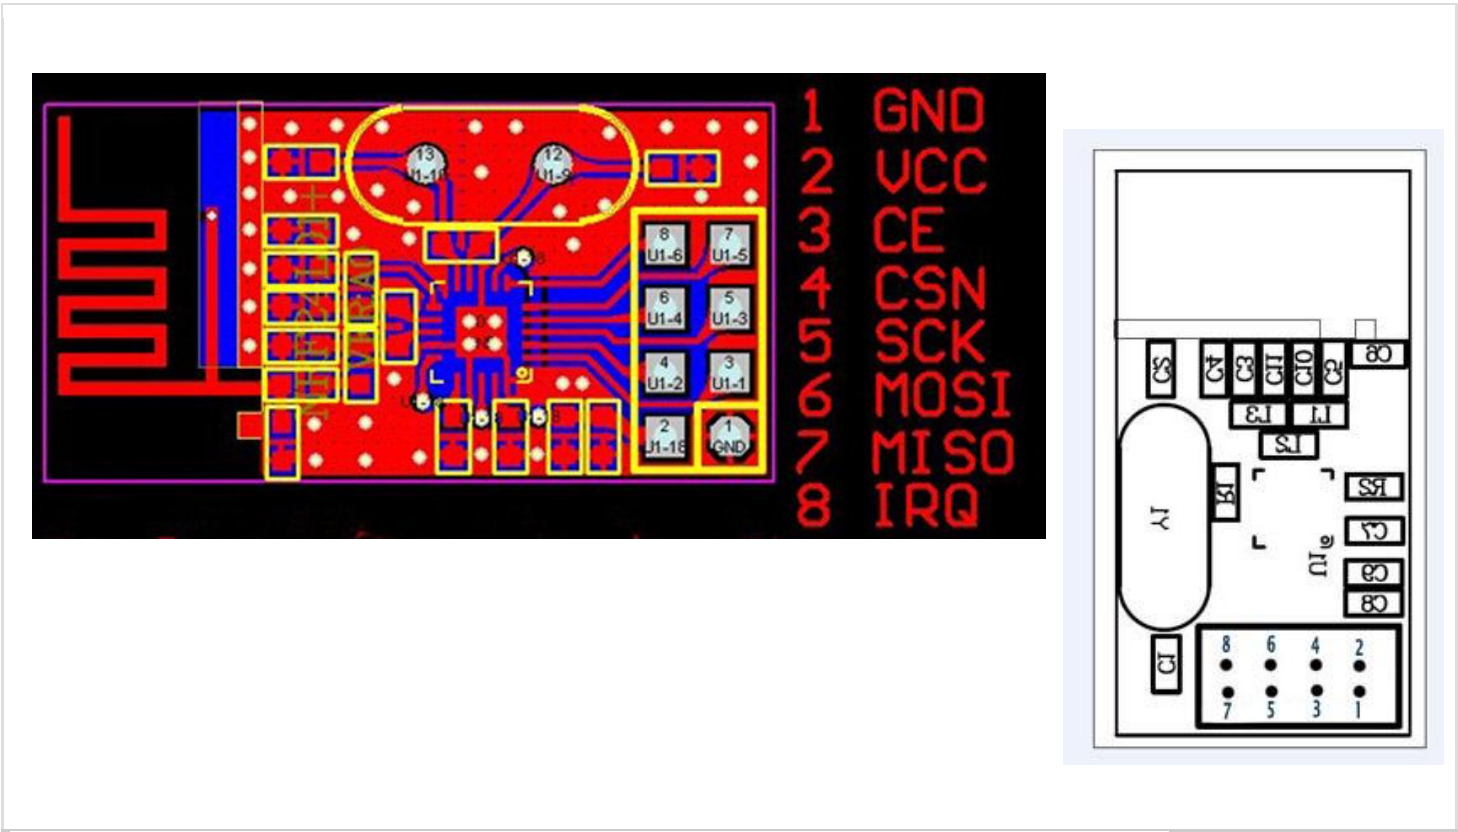 1 GND
2 VCC
3 CE
4 CSN
5 SCK
6 MOSI
7 MISO
8 IRQ
13
12
U1-9
8 7
U1-6 U1-5
6 5
U1-4 U1-3
4 3
U1-2 U1-1
2 1
U1-18 GND
NRF24L01+
C2 C4 C3 C11 C10 C5 C6
L3 L1
L2
R1 R2
Y1
C7
U1
C9
C8
C1
8 6 4 2
7 5 3 1